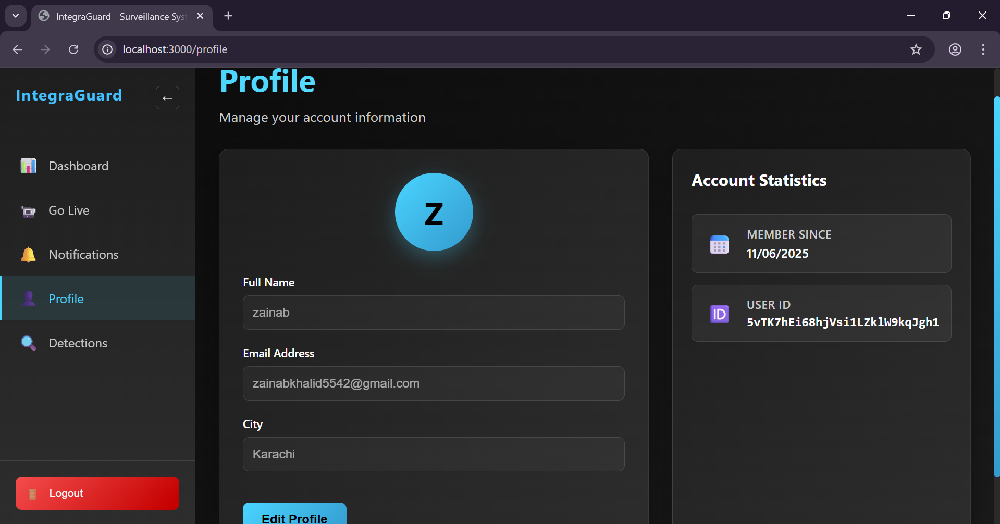 IntegraGuard - Surveillance Syst
localhost:3000/profile
IntegraGuard
←
Dashboard
Go Live
Notifications
Profile
Detections
Logout
Profile
Manage your account information
Z
Full Name
zainab
Email Address
zainabkhalid5542@gmail.com
City
Karachi
Edit Profile
Account Statistics
MEMBER SINCE
11/06/2025
ID
USER ID
5vTK7hEi68hjVsi1LZklW9kqJgh1